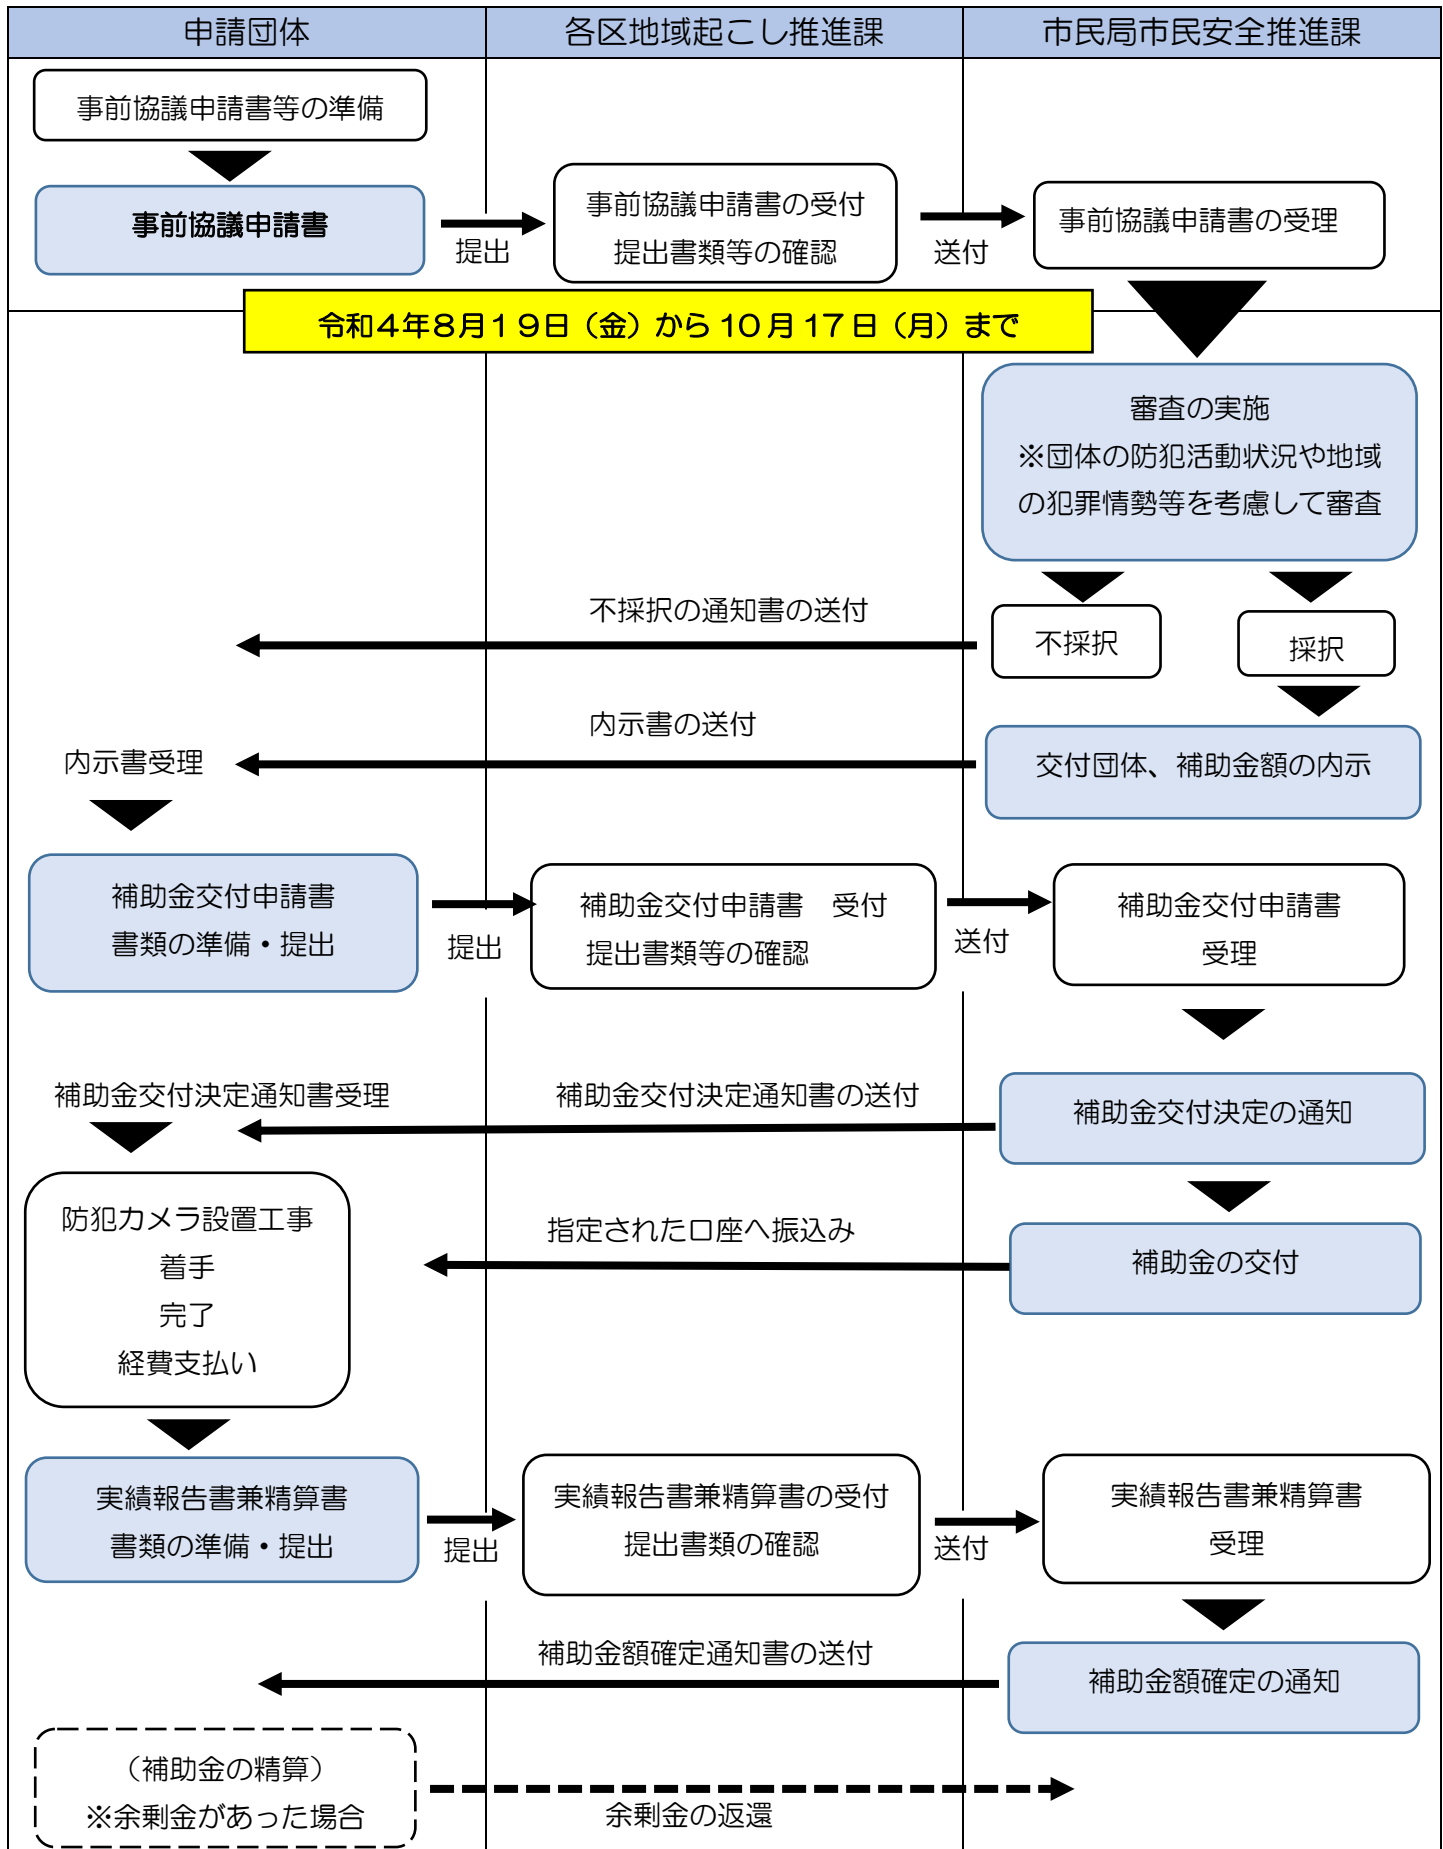 申請団体
各区地域起こし推進課
市民局市民安全推進課
事前協議申請書等の準備
事前協議申請書
提出
事前協議申請書の受付
提出書類等の確認
送付
事前協議申請書の受理
令和４年８月１９日（金）から10月17日（月）まで
審査の実施
※団体の防犯活動状況や地域
の犯罪情勢等を考慮して審査
不採択の通知書の送付
不採択
採択
内示書の送付
内示書受理
交付団体、補助金額の内示
補助金交付申請書
書類の準備・提出
提出
補助金交付申請書　受付
提出書類等の確認
送付
補助金交付申請書
受理
補助金交付決定通知書受理
補助金交付決定通知書の送付
補助金交付決定の通知
防犯カメラ設置工事
着手
完了
経費支払い
指定された口座へ振込み
補助金の交付
実績報告書兼精算書
書類の準備・提出
提出
実績報告書兼精算書の受付
提出書類の確認
送付
実績報告書兼精算書
受理
補助金額確定通知書の送付
補助金額確定の通知
（補助金の精算）
※余剰金があった場合
余剰金の返還